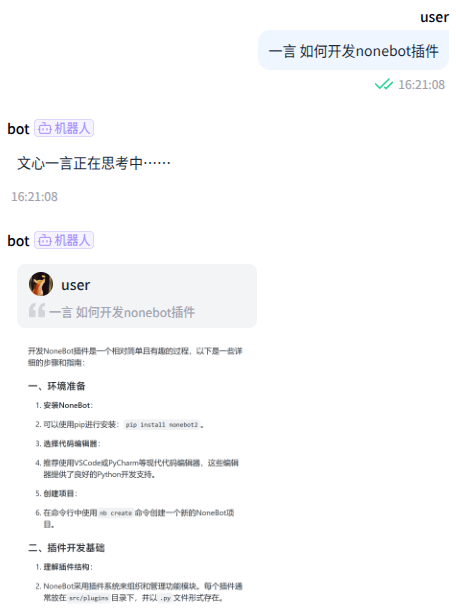 user
一言 如何开发nonebot插件
16:21:08
bot 机器人
文心一言正在思考中……
16:21:08
bot 机器人
user
一言 如何开发nonebot插件
开发NoneBot插件是一个相对简单且有趣的过程，以下是一些详
细的步骤和指南：
一、环境准备
1. 安装NoneBot：
2. 可以使用pip进行安装： pip install nonebot2 。
3. 选择代码编辑器：
4. 推荐使用VSCode或PyCharm等现代代码编辑器，这些编辑
器提供了良好的Python开发支持。
5. 创建项目：
6. 在命令行中使用 nb create 命令创建一个新的NoneBot项
目。
二、插件开发基础
1. 理解插件结构：
2. NoneBot采用插件系统来组织和管理功能模块。每个插件通
常放在 src/plugins 目录下，并以 .py 文件形式存在。